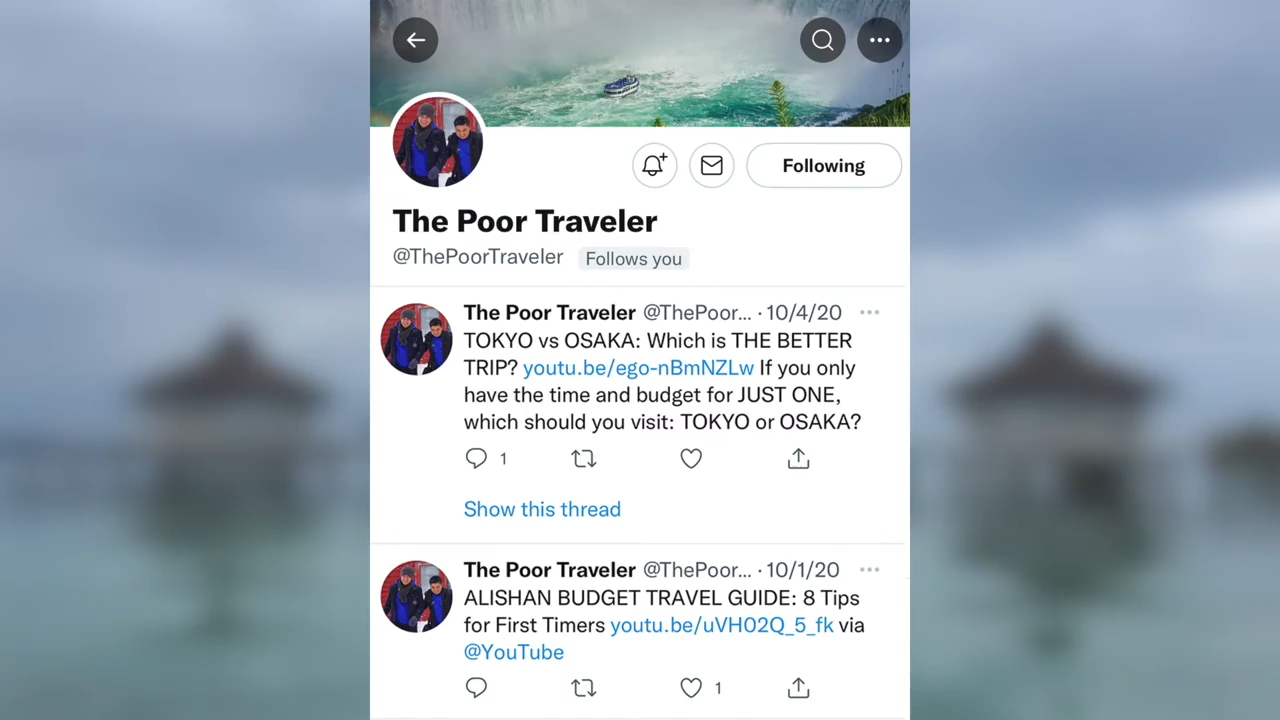 Following
The Poor Traveler
@ThePoorTraveler Follows you
The Poor Traveler @ThePoor... · 10/4/20
TOKYO vs OSAKA: Which is THE BETTER
TRIP? youtu.be/ego-nBmNZLw If you only
have the time and budget for JUST ONE,
which should you visit: TOKYO or OSAKA?
1
Show this thread
The Poor Traveler @ThePoor... · 10/1/20
ALISHAN BUDGET TRAVEL GUIDE: 8 Tips
for First Timers youtu.be/uVH02Q_5_fk via
@YouTube
1